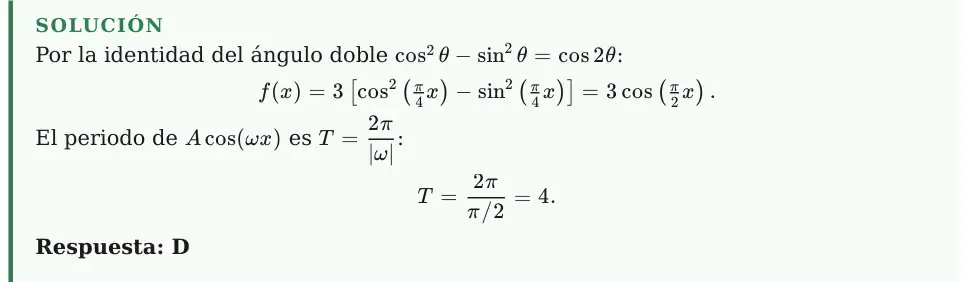 SOLUCIÓN
Por la identidad del ángulo doble cos² θ − sin² θ = cos 2θ:
f(x) = 3 [cos² (π/4 x) − sin² (π/4 x)] = 3 cos (π/2 x) .
El periodo de A cos(ωx) es T = 2π/|ω|:
T = 2π/(π/2) = 4.
Respuesta: D